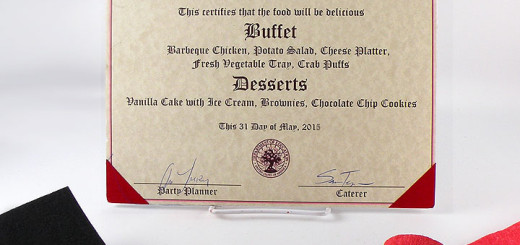 This certifies that the food will be delicious
Buffet
Barbeque Chicken, Potato Salad, Cheese Platter,
Fresh Vegetable Tray, Crab Puffs
Desserts
Vanilla Cake with Ice Cream, Brownies, Chocolate Chip Cookies
This 31 Day of May, 2015
Party Planner
Caterer